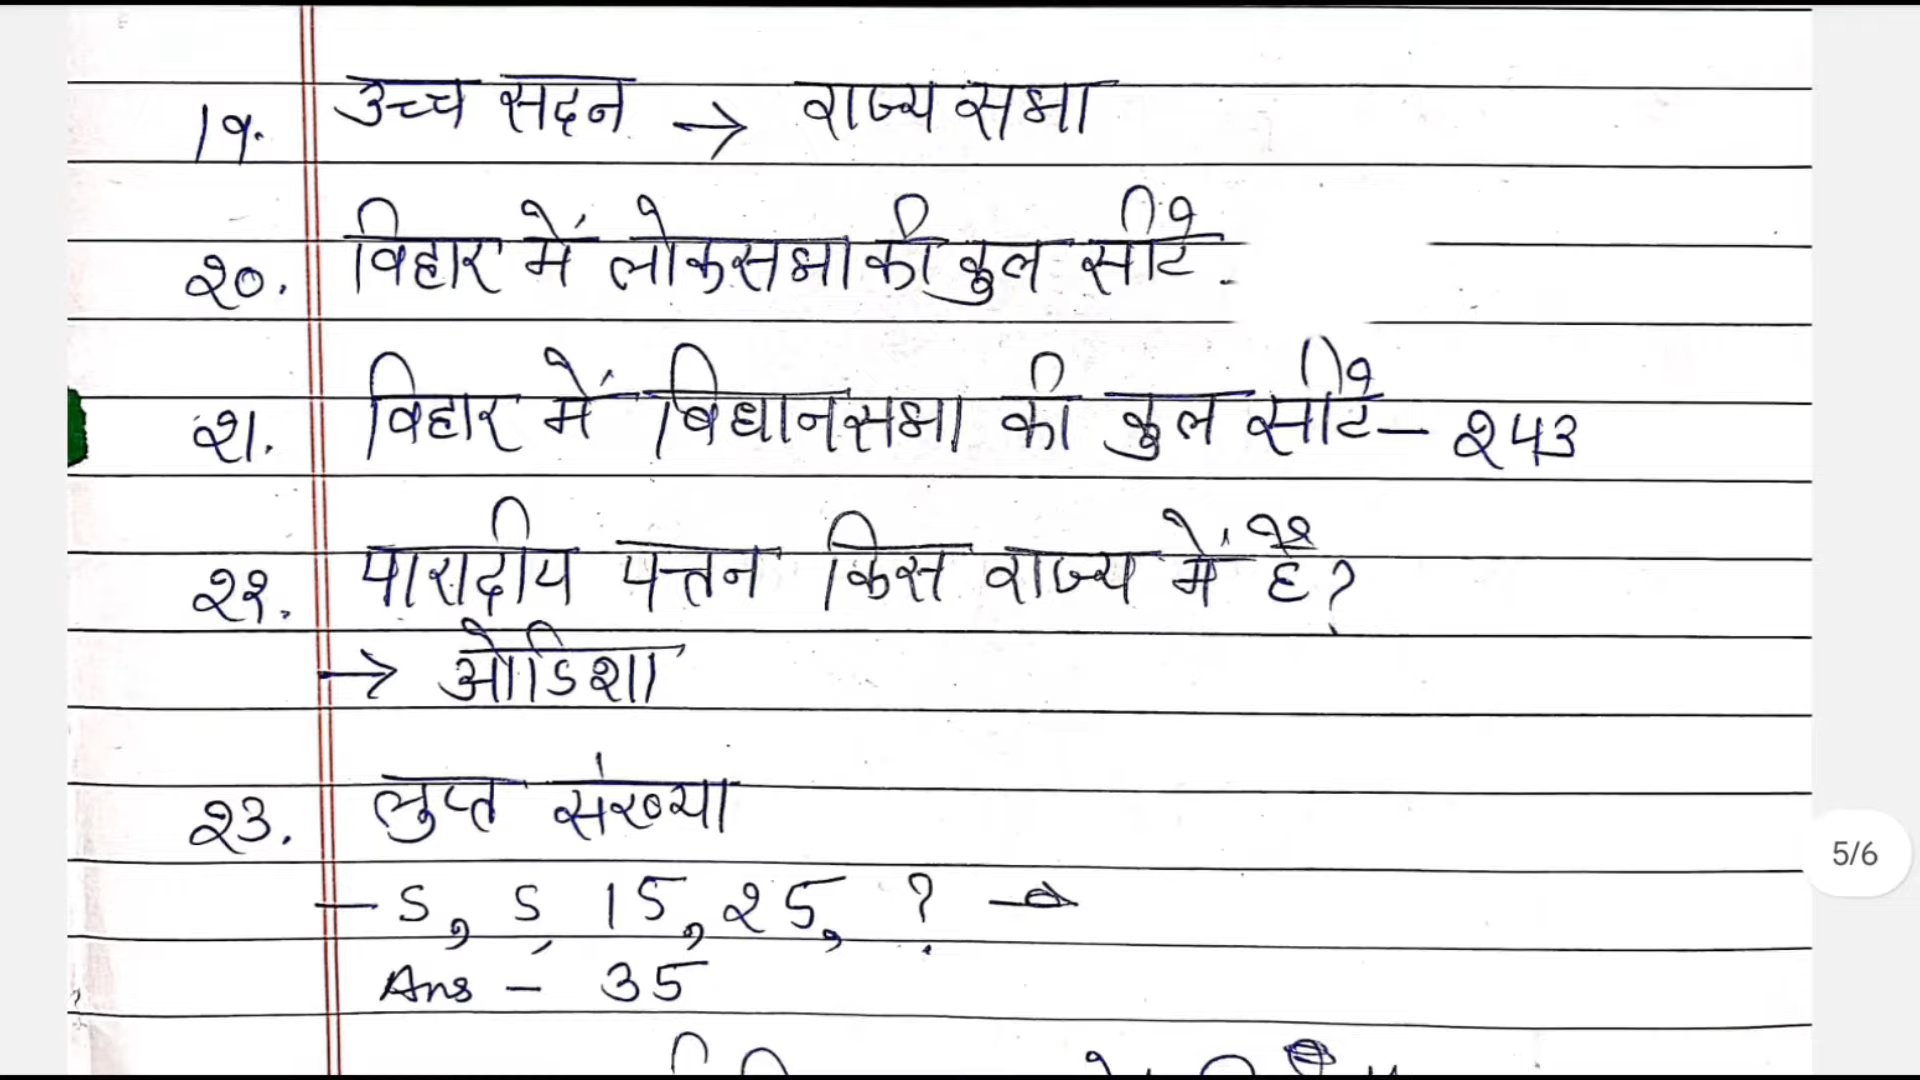 19. उच्च सदन → राज्य सभा
20. विहार में लोकसभा की कुल सीटे -
21. विहार में बिधानसभा की कुल सीटे - 243
22. पारादीप पत्तन किस राज्य में है?
→ ओडिशा
23. लुप्त संख्या
- 5, 5, 15, 25, ? →
Ans - 35
5/6